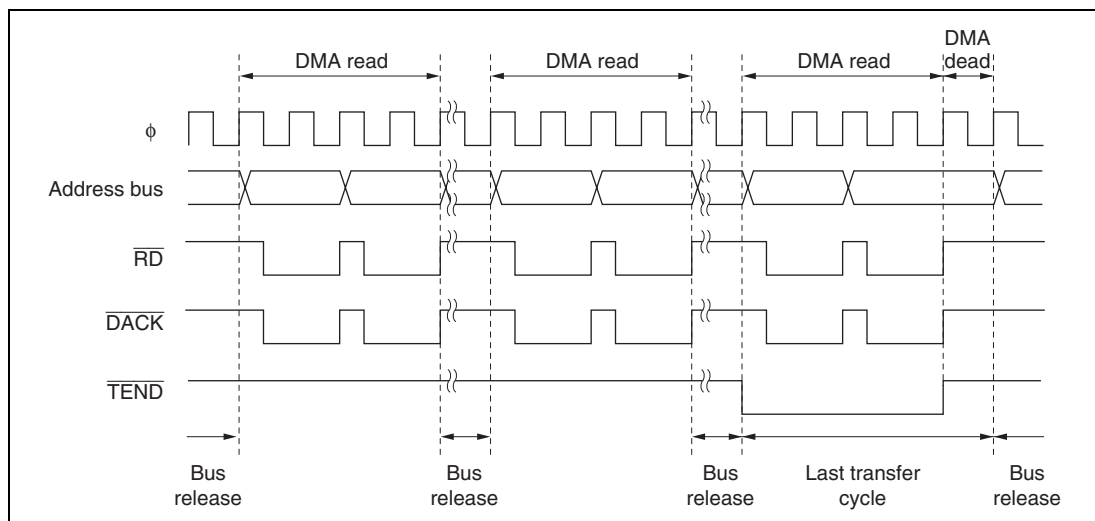 DMA read
DMA read
DMA read
DMA
dead
φ
Address bus
RD
DACK
TEND
Bus
release
Bus
release
Bus
release
Last transfer
cycle
Bus
release